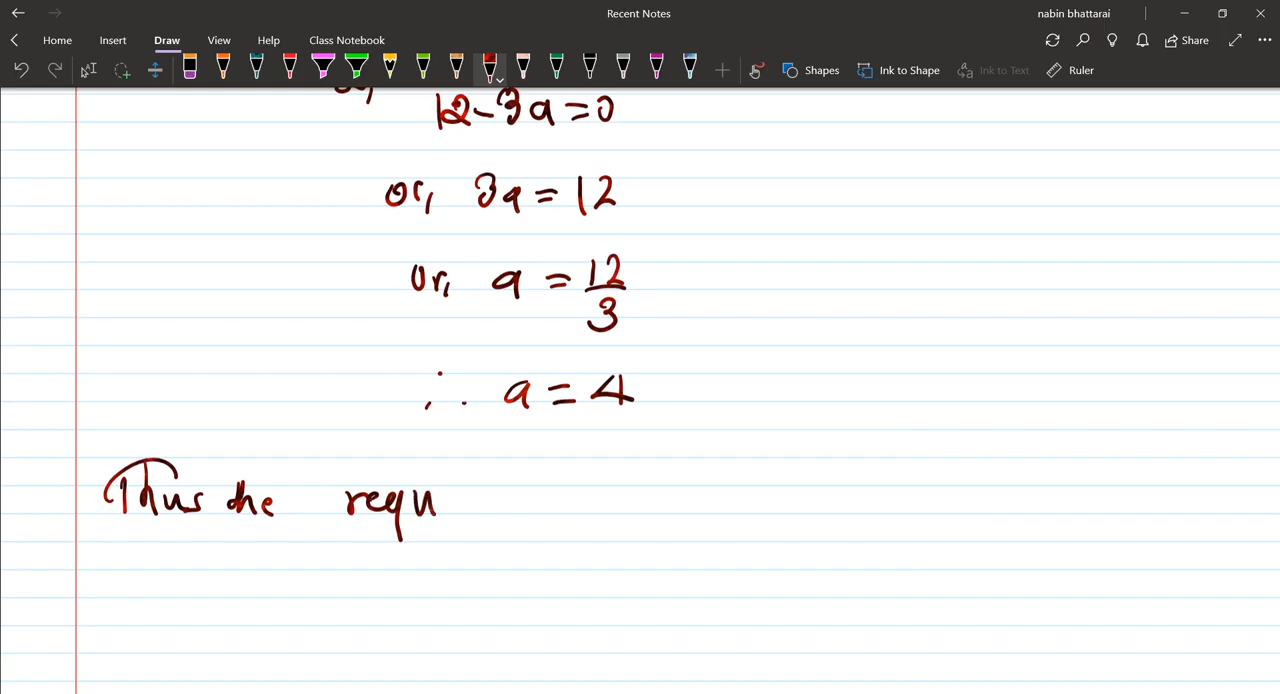 Recent Notes
nabin bhattarai
Home Insert Draw View Help Class Notebook
Share
Shapes Ink to Shape Ink to Text Ruler
12-3a=0
or, 3a=12
or, a=12/3
∴ a=4
Thus the requ